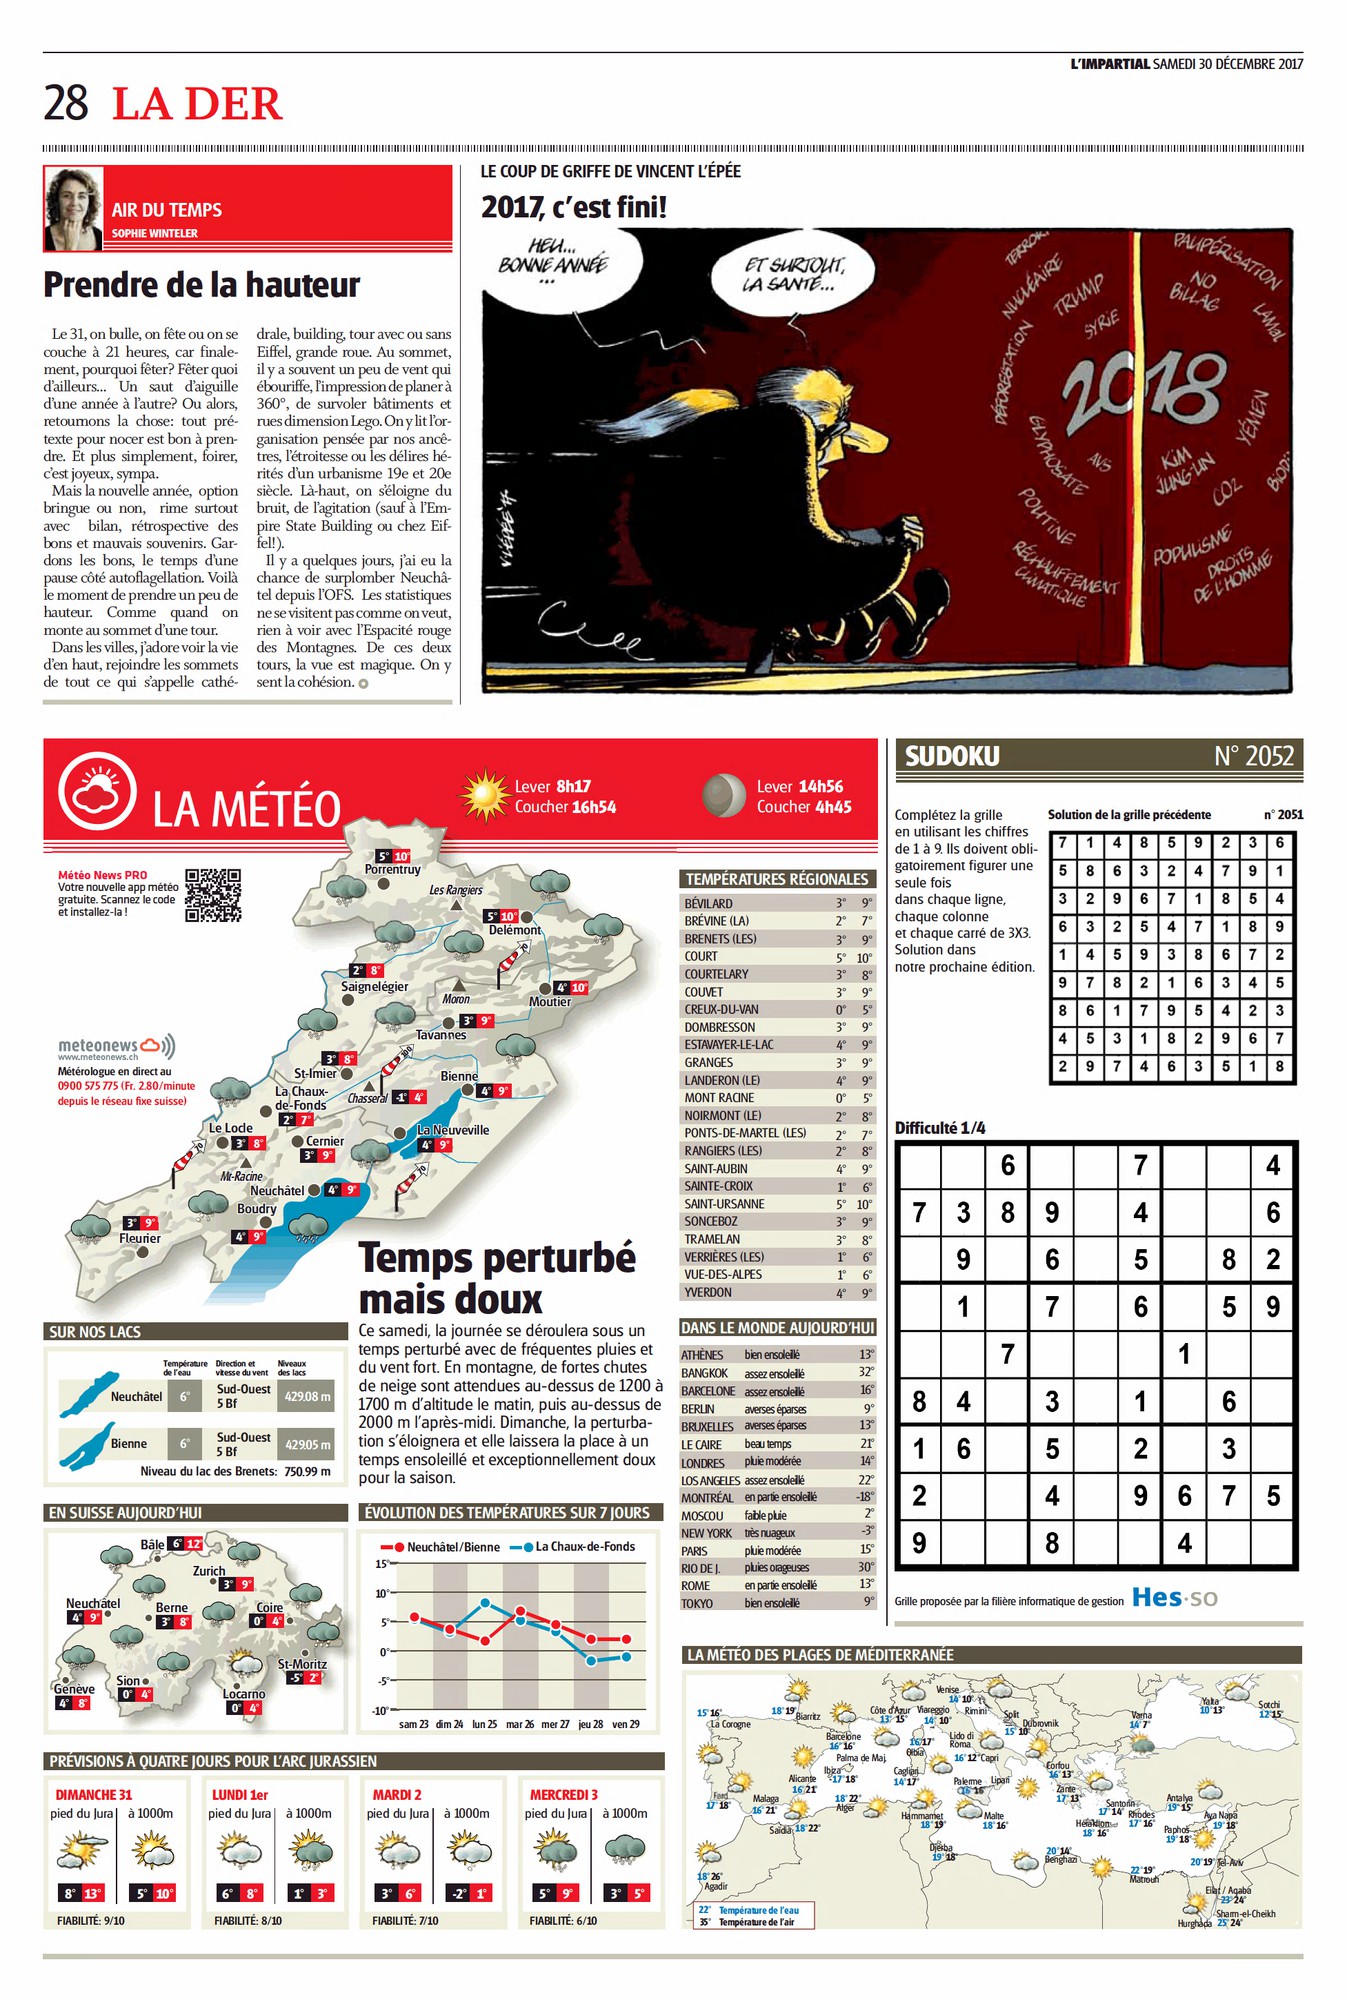 L'IMPARTIAL SAMEDI 30 DÉCEMBRE 2017
28 LA DER
AIR DU TEMPS
SOPHIE WINTELER
Prendre de la hauteur
Le 31, on bulle, on fête ou on se
couche à 21 heures, car finale-
ment, pourquoi fêter? Fêter quoi
d'ailleurs... Un saut d'aiguille
d'une année à l'autre? Ou alors,
retournons la chose: tout pré-
texte pour nocer est bon à pren-
dre. Et plus simplement, foirer,
c'est joyeux, sympa.
Mais la nouvelle année, option
bringue ou non, rime surtout
avec bilan, rétrospective des
bons et mauvais souvenirs. Gar-
dons les bons, le temps d'une
pause côté autoflagellation. Voilà
le moment de prendre un peu de
hauteur. Comme quand on
monte au sommet d'une tour.
Dans les villes, j'adore voir la vie
d'en haut, rejoindre les sommets
de tout ce qui s'appelle cathé-
drale, building, tour avec ou sans
Eiffel, grande roue. Au sommet,
il y a souvent un peu de vent qui
ébouriffe, l'impression de planer à
360°, de survoler bâtiments et
rues dimension Lego. On y lit l'or-
ganisation pensée par nos ancê-
tres, l'étroitesse ou les délires hé-
rités d'un urbanisme 19e et 20e
siècle. Là-haut, on s'éloigne du
bruit, de l'agitation (sauf à l'Em-
pire State Building ou chez Eif-
fel!).
Il y a quelques jours, j'ai eu la
chance de surplomber Neuchâ-
tel depuis l'OFS. Les statistiques
ne se visitent pas comme on veut,
rien à voir avec l'Espacité rouge
des Montagnes. De ces deux
tours, la vue est magique. On y
sent la cohésion.
LE COUP DE GRIFFE DE VINCENT L'ÉPÉE
2017, c'est fini!
HEU...
BONNE ANNÉE
...
ET SURTOUT,
LA SANTÉ...
NUCLÉAIRE
TRUMP
SYRIE
DÉFORESTATION
GLYPHOSATE
AVS
POUTINE
RÉCHAUFFEMENT
CLIMATIQUE
2018
PAUPÉRISATION
NO
BILLAG
YÉMEN
KIM
JUNG-UN
CO2
POPULISME
DROITS
DE L'HOMME
LA MÉTÉO
Lever 8h17
Coucher 16h54
Lever 14h56
Coucher 4h45
Météo News PRO
Votre nouvelle app météo
gratuite. Scannez le code
et installez-la !
meteonews
www.meteonews.ch
Météorologue en direct au
0900 575 775 (Fr. 2.80/minute
depuis le réseau fixe suisse)
5° 10°
Porrentruy
Les Rangiers
5° 10°
Delémont
70
2° 8°
Saignelégier
Moron
4° 10°
Moutier
3° 9°
Tavannes
100
3° 8°
St-Imier
Chasseral -1° 4°
Bienne
4° 9°
La Chaux-
de-Fonds
2° 7°
Le Locle
3° 8°
Cernier
3° 9°
La Neuveville
4° 9°
70
Mt-Racine
Neuchâtel 4° 9°
70
Boudry
4° 9°
3° 9°
Fleurier
Temps perturbé
mais doux
Ce samedi, la journée se déroulera sous un
temps perturbé avec de fréquentes pluies et
du vent fort. En montagne, de fortes chutes
de neige sont attendues au-dessus de 1200 à
1700 m d'altitude le matin, puis au-dessus de
2000 m l'après-midi. Dimanche, la perturba-
tion s'éloignera et elle laissera la place à un
temps ensoleillé et exceptionnellement doux
pour la saison.
SUR NOS LACS
Température de l'eau Direction et vitesse du vent Niveaux des lacs
Neuchâtel 6° Sud-Ouest 5 Bf 429.08 m
Bienne 6° Sud-Ouest 5 Bf 429.05 m
Niveau du lac des Brenets: 750.99 m
EN SUISSE AUJOURD'HUI
Bâle 6° 12°
Zurich
3° 9°
Neuchâtel
4° 9°
Berne
3° 8°
Coire
0° 4°
St-Moritz
-5° 2°
Sion
0° 4°
Genève
4° 8°
Locarno
0° 4°
ÉVOLUTION DES TEMPÉRATURES SUR 7 JOURS
Neuchâtel/Bienne La Chaux-de-Fonds
15°
10°
5°
0°
-5°
-10°
sam 23 dim 24 lun 25 mar 26 mer 27 jeu 28 ven 29
PRÉVISIONS À QUATRE JOURS POUR L'ARC JURASSIEN
DIMANCHE 31
pied du Jura à 1000m
8° 13° 5° 10°
FIABILITÉ: 9/10
LUNDI 1er
pied du Jura à 1000m
6° 8° 1° 3°
FIABILITÉ: 8/10
MARDI 2
pied du Jura à 1000m
3° 6° -2° 1°
FIABILITÉ: 7/10
MERCREDI 3
pied du Jura à 1000m
5° 9° 3° 5°
FIABILITÉ: 6/10
TEMPÉRATURES RÉGIONALES
BÉVILARD 3° 9°
BRÉVINE (LA) 2° 7°
BRENETS (LES) 3° 9°
COURT 5° 10°
COURTELARY 3° 8°
COUVET 3° 9°
CREUX-DU-VAN 0° 5°
DOMBRESSON 3° 9°
ESTAVAYER-LE-LAC 4° 9°
GRANGES 3° 9°
LANDERON (LE) 4° 9°
MONT RACINE 0° 5°
NOIRMONT (LE) 2° 8°
PONTS-DE-MARTEL (LES) 2° 7°
RANGIERS (LES) 2° 8°
SAINT-AUBIN 4° 9°
SAINTE-CROIX 1° 6°
SAINT-URSANNE 5° 10°
SONCEBOZ 3° 9°
TRAMELAN 3° 8°
VERRIÈRES (LES) 1° 6°
VUE-DES-ALPES 1° 6°
YVERDON 4° 9°
DANS LE MONDE AUJOURD'HUI
ATHÈNES bien ensoleillé 13°
BANGKOK assez ensoleillé 32°
BARCELONE assez ensoleillé 16°
BERLIN averses éparses 9°
BRUXELLES averses éparses 13°
LE CAIRE beau temps 21°
LONDRES pluie modérée 14°
LOS ANGELES assez ensoleillé 22°
MONTRÉAL en partie ensoleillé -18°
MOSCOU faible pluie 2°
NEW YORK très nuageux -3°
PARIS pluie modérée 15°
RIO DE J. pluies orageuses 30°
ROME en partie ensoleillé 13°
TOKYO bien ensoleillé 9°
SUDOKU N° 2052
Complétez la grille
en utilisant les chiffres
de 1 à 9. Ils doivent obli-
gatoirement figurer une
seule fois
dans chaque ligne,
chaque colonne
et chaque carré de 3X3.
Solution dans
notre prochaine édition.
Solution de la grille précédente n° 2051
7 1 4 8 5 9 2 3 6
5 8 6 3 2 4 7 9 1
3 2 9 6 7 1 8 5 4
6 3 2 5 4 7 1 8 9
1 4 5 9 3 8 6 7 2
9 7 8 2 1 6 3 4 5
8 6 1 7 9 5 4 2 3
4 5 3 1 8 2 9 6 7
2 9 7 4 6 3 5 1 8
Difficulté 1/4
6 7 4
7 3 8 9 4 6
9 6 5 8 2
1 7 6 5 9
7 1
8 4 3 1 6
1 6 5 2 3
2 4 9 6 7 5
9 8 4
Grille proposée par la filière informatique de gestion Hes·so
LA MÉTÉO DES PLAGES DE MÉDITERRANÉE
15° 16°
La Corogne
18° 19°
Biarritz
Côte d'Azur
13° 15°
Viareggio
14° 10°
Venise
14° 10°
Rimini
Split
15° 10°
Dubrovnik
Varna
14° 7°
Yalta
10° 13°
Sotchi
12° 15°
Barcelone
16° 16°
Palma de Maj.
Ibiza
17° 18°
Olbia
16° 17°
Lido di
Roma
16° 12° Capri
Cagliari
14° 17°
Palerme
Lipari
Corfou
16° 13°
Zante
17° 13°
Alicante
16° 21°
Faro
17° 18°
Malaga
16° 21°
Saïdia 18° 22°
18° 22°
Alger
Hammamet
18° 19°
Malte
18° 16°
Djerba
19° 18°
Santorin
17° 14°
Rhodes
17° 16°
Héraklion
18° 16°
Antalya
19° 15°
Aya Napa
19° 18°
Paphos
19° 18°
20° 14°
Benghazi
22° 19°
Matrouh
20° 19° Tel-Aviv
Eilat / Aqaba
23° 24°
Sharm-el-Cheikh
Hurghada 25° 24°
18° 26°
Agadir
22° Température de l'eau
35° Température de l'air